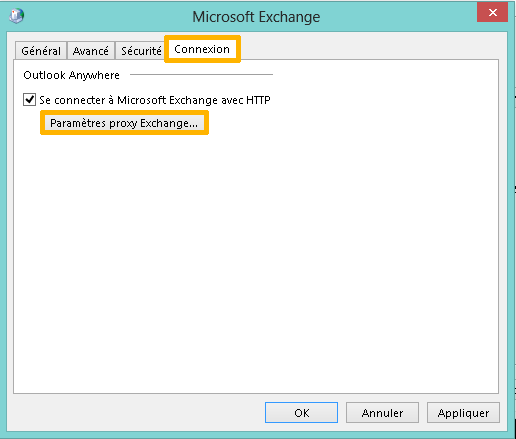 Microsoft Exchange
Général Avancé Sécurité Connexion
Outlook Anywhere
Se connecter à Microsoft Exchange avec HTTP
Paramètres proxy Exchange...
OK Annuler Appliquer